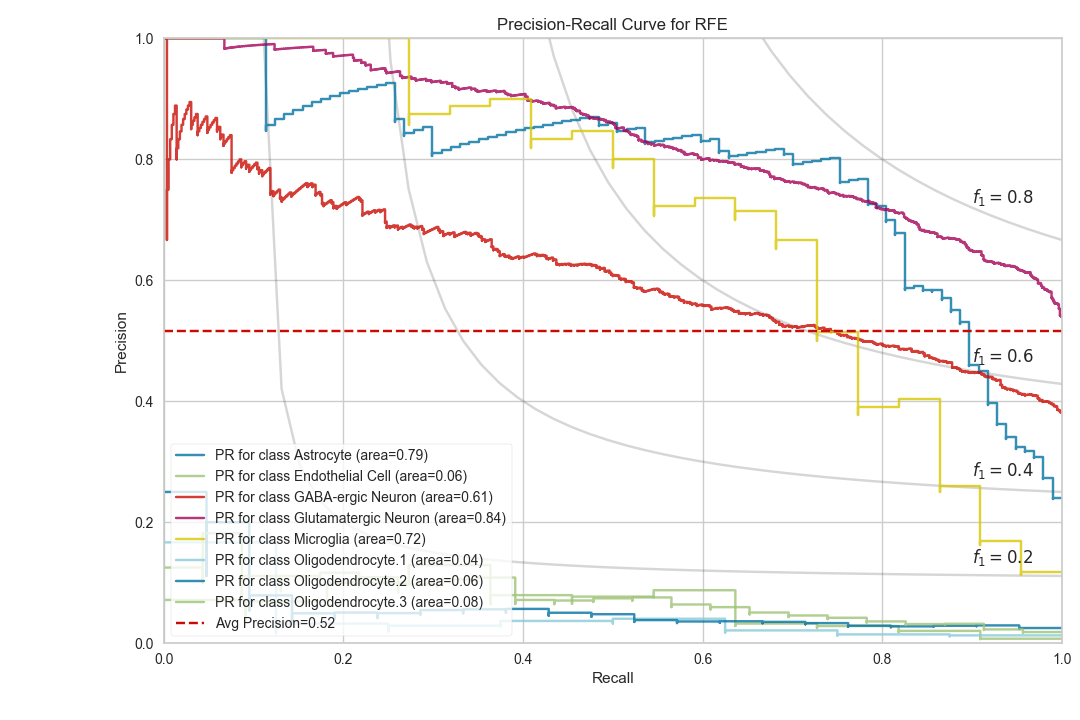 Precision-Recall Curve for RFE
1.0
0.8
0.6
0.4
0.2
0.0
Precision
f1 = 0.8
f1 = 0.6
f1 = 0.4
f1 = 0.2
PR for class Astrocyte (area=0.79)
PR for class Endothelial Cell (area=0.06)
PR for class GABA-ergic Neuron (area=0.61)
PR for class Glutamatergic Neuron (area=0.84)
PR for class Microglia (area=0.72)
PR for class Oligodendrocyte.1 (area=0.04)
PR for class Oligodendrocyte.2 (area=0.06)
PR for class Oligodendrocyte.3 (area=0.08)
Avg Precision=0.52
0.0 0.2 0.4 0.6 0.8 1.0
Recall